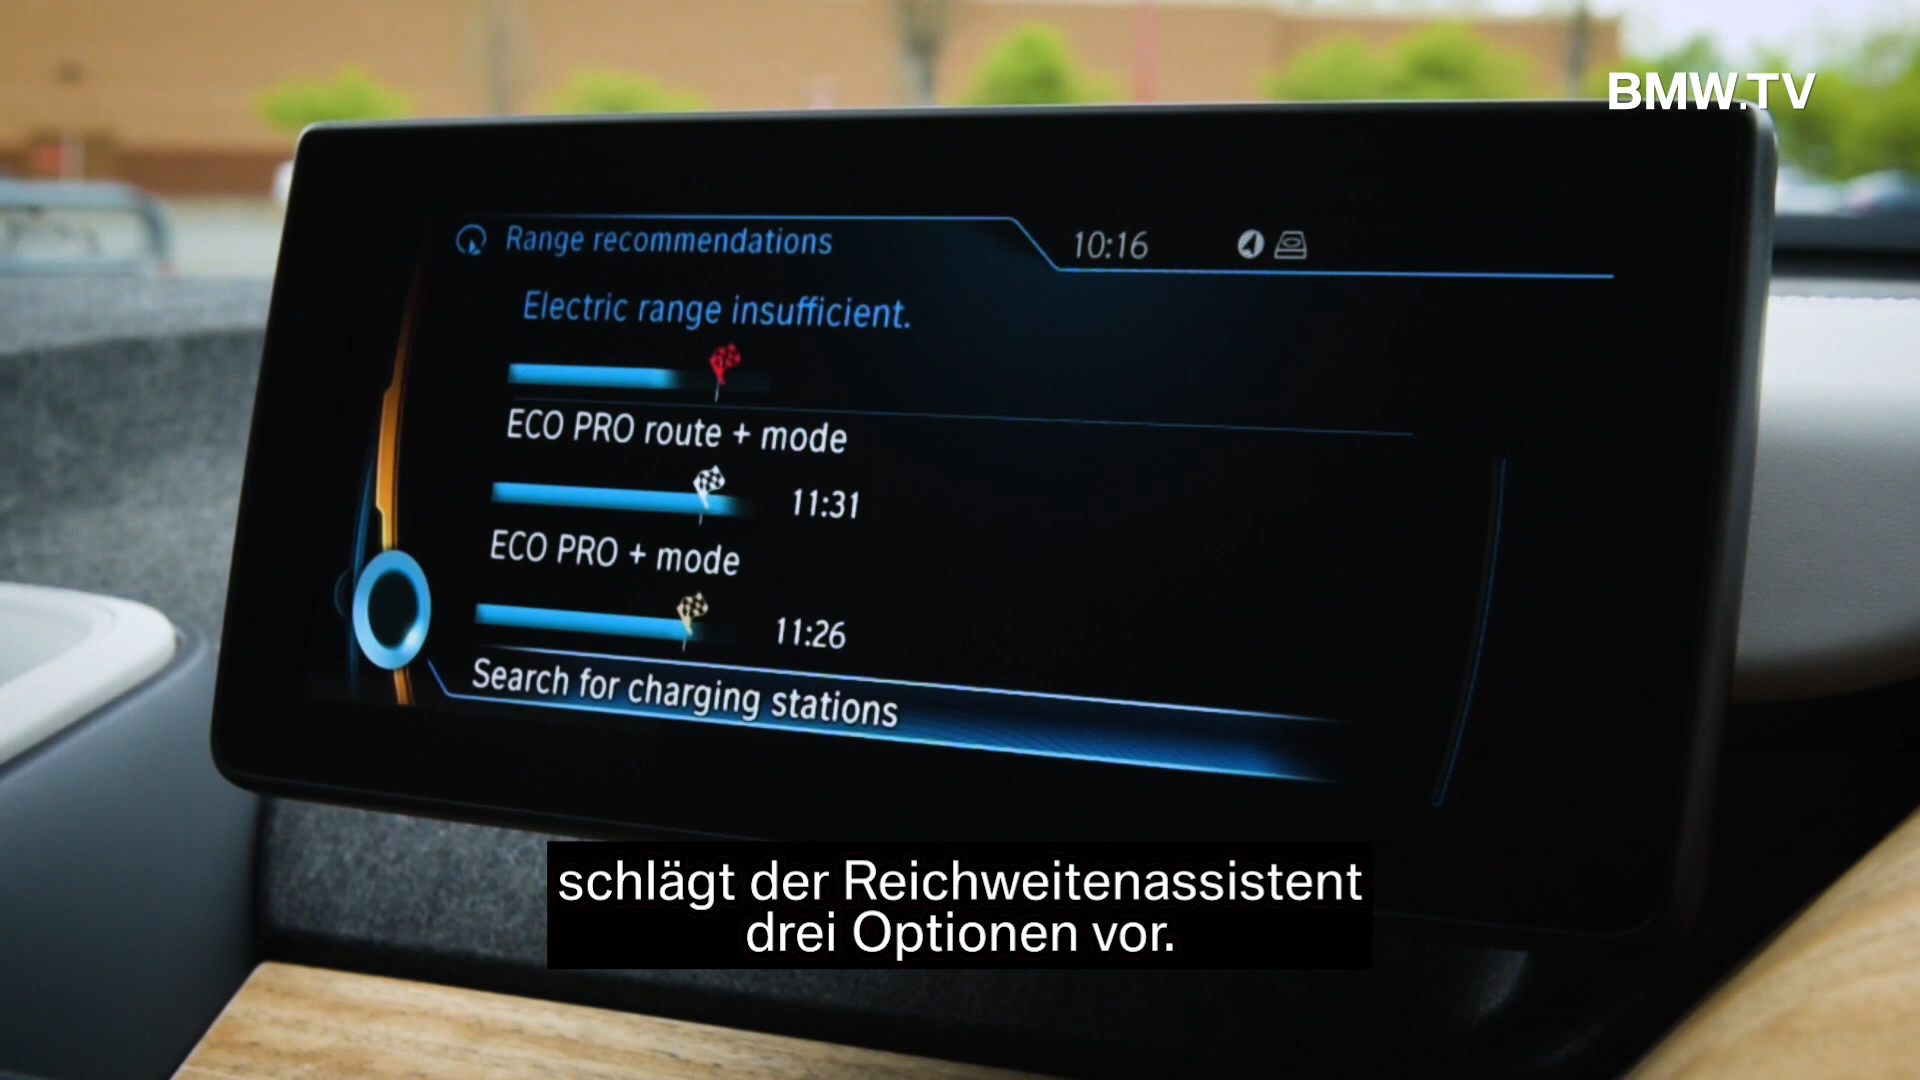 BMW.TV
Range recommendations
10:16
Electric range insufficient.
ECO PRO route + mode
11:31
ECO PRO + mode
11:26
Search for charging stations
schlägt der Reichweitenassistent
drei Optionen vor.